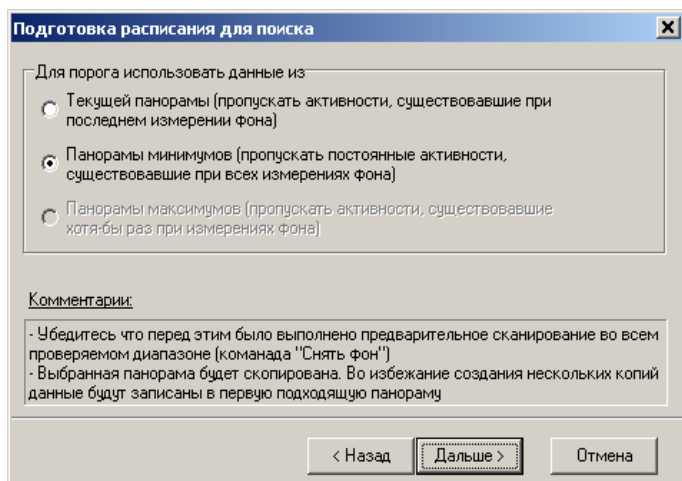 Подготовка расписания для поиска
Для порога использовать данные из
Текущей панорамы (пропускать активности, существовавшие при
последнем измерении фона)
Панорамы минимумов (пропускать постоянные активности,
существовавшие при всех измерениях фона)
Панорамы максимумов (пропускать активности, существовавшие
хотя-бы раз при измерениях фона)
Комментарии:
- Убедитесь что перед этим было выполнено предварительное сканирование во всем
проверяемом диапазоне (команада "Снять фон")
- Выбранная панорама будет скопирована. Во избежание создания нескольких копий
данные будут записаны в первую подходящую панораму
< Назад
Дальше >
Отмена